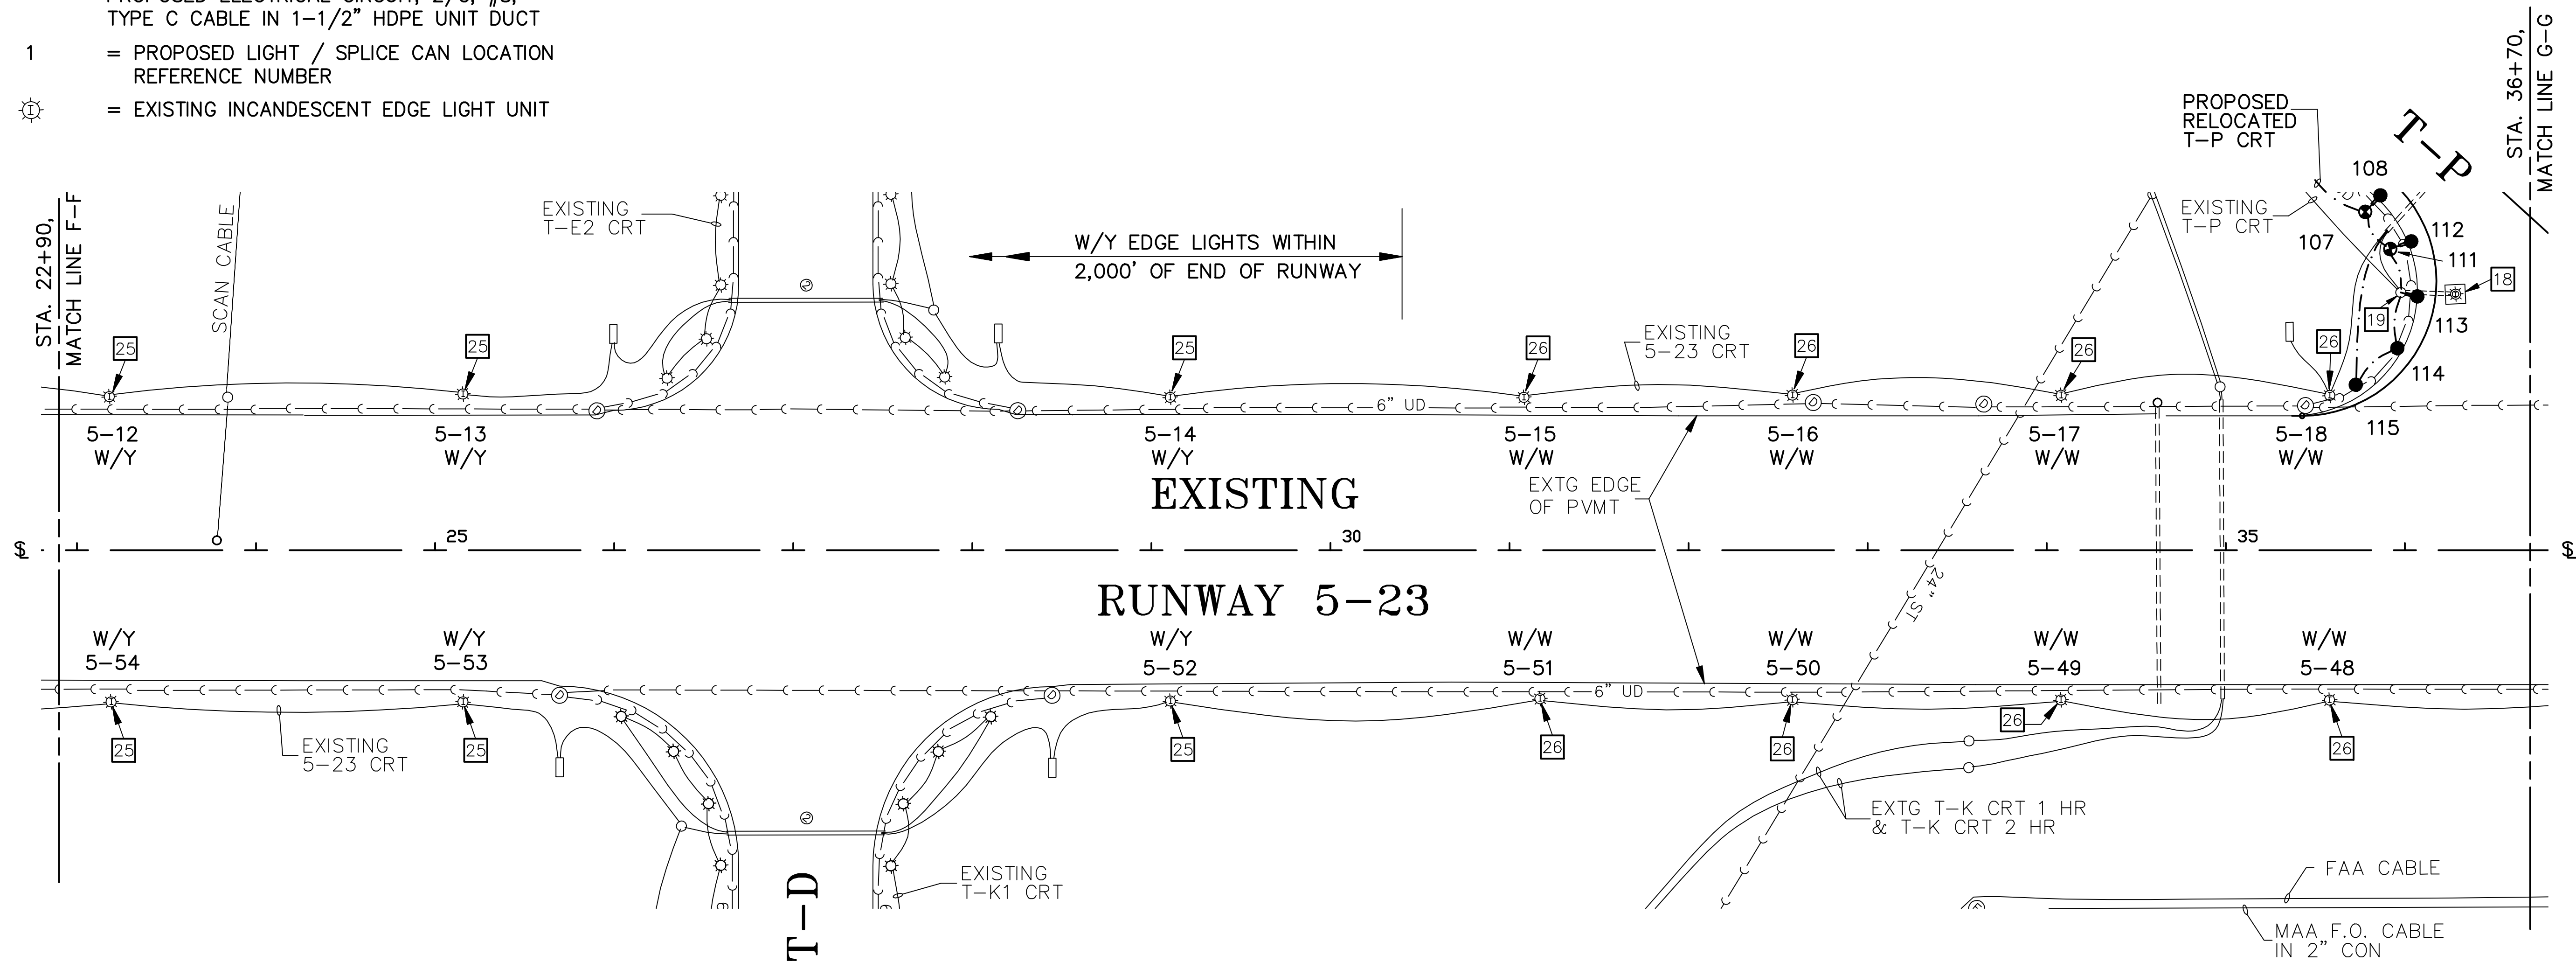 TYPE C CABLE IN 1-1/2" HDPE UNIT DUCT
1 = PROPOSED LIGHT / SPLICE CAN LOCATION
REFERENCE NUMBER
= EXISTING INCANDESCENT EDGE LIGHT UNIT
STA. 22+90,
MATCH LINE F-F
SCAN CABLE
EXISTING
T-E2 CRT
W/Y EDGE LIGHTS WITHIN
2,000' OF END OF RUNWAY
PROPOSED
RELOCATED
T-P CRT
T-P
STA. 36+70,
MATCH LINE G-G
108
EXISTING
T-P CRT
107
112
111
18
113
19
114
115
2
25
25
25
26
EXISTING
5-23 CRT
26
26
26
6" UD
5-12
W/Y
5-13
W/Y
5-14
W/Y
5-15
W/W
5-16
W/W
5-17
W/W
5-18
W/W
EXISTING
EXTG EDGE
OF PVMT
25
30
35
24" ST
RUNWAY 5-23
W/Y
5-54
W/Y
5-53
W/Y
5-52
W/W
5-51
W/W
5-50
W/W
5-49
W/W
5-48
6" UD
25
25
25
26
26
26
26
EXISTING
5-23 CRT
2
T-D
EXISTING
T-K1 CRT
EXTG T-K CRT 1 HR
& T-K CRT 2 HR
FAA CABLE
MAA F.O. CABLE
IN 2" CON